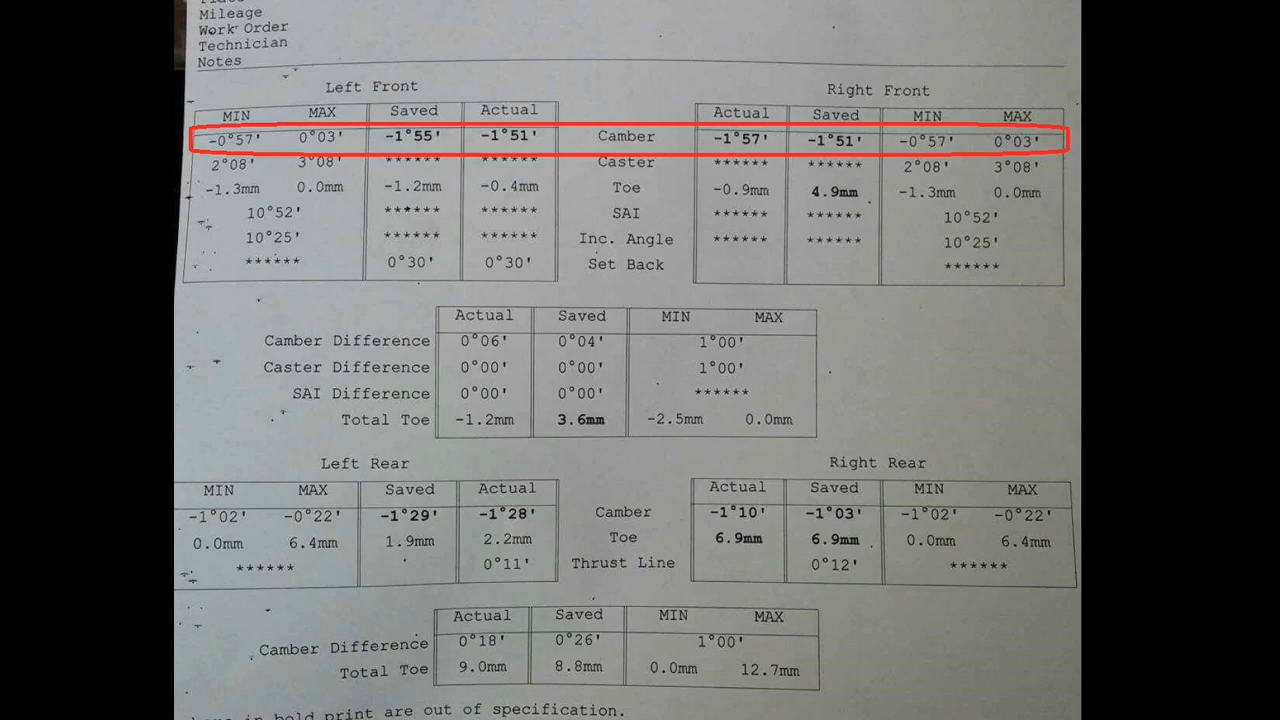 Mileage
Work Order
Technician
Notes
Left Front Right Front
MIN MAX Saved Actual Actual Saved MIN MAX
-0°57' 0°03' -1°55' -1°51' Camber -1°57' -1°51' -0°57' 0°03'
2°08' 3°08' ****** ****** Caster ****** ****** 2°08' 3°08'
-1.3mm 0.0mm -1.2mm -0.4mm Toe -0.9mm 4.9mm -1.3mm 0.0mm
10°52' ****** ****** SAI ****** ****** 10°52'
10°25' ****** ****** Inc. Angle ****** ****** 10°25'
****** 0°30' 0°30' Set Back ******
Actual Saved MIN MAX
Camber Difference 0°06' 0°04' 1°00'
Caster Difference 0°00' 0°00' 1°00'
SAI Difference 0°00' 0°00' ******
Total Toe -1.2mm 3.6mm -2.5mm 0.0mm
Left Rear Right Rear
MIN MAX Saved Actual Actual Saved MIN MAX
-1°02' -0°22' -1°29' -1°28' Camber -1°10' -1°03' -1°02' -0°22'
0.0mm 6.4mm 1.9mm 2.2mm Toe 6.9mm 6.9mm 0.0mm 6.4mm
****** 0°11' Thrust Line 0°12' ******
Actual Saved MIN MAX
Camber Difference 0°18' 0°26' 1°00'
Total Toe 9.0mm 8.8mm 0.0mm 12.7mm
in bold print are out of specification.